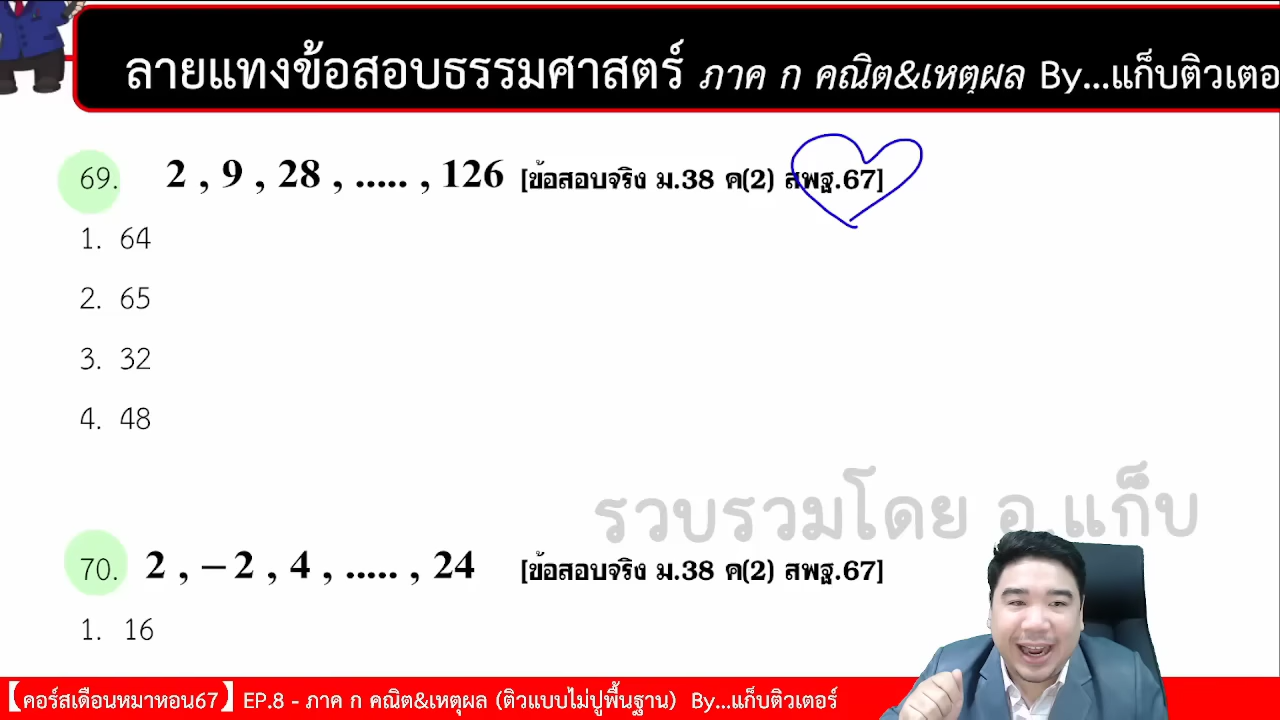 ลายแทงข้อสอบธรรมศาสตร์ ภาค ก คณิต&เหตุผล By...แก็บติวเตอ
69. 2 , 9 , 28 , ..... , 126 [ข้อสอบจริง ม.38 ค(2) สพฐ.67]
1. 64
2. 65
3. 32
4. 48
รวบรวมโดย อ.แก็บ
70. 2 , −2 , 4 , ..... , 24 [ข้อสอบจริง ม.38 ค(2) สพฐ.67]
1. 16
【คอร์สเดือนหมาหอน67】 EP.8 - ภาค ก คณิต&เหตุผล (ติวแบบไม่ปูพื้นฐาน) By...แก็บติวเตอร์